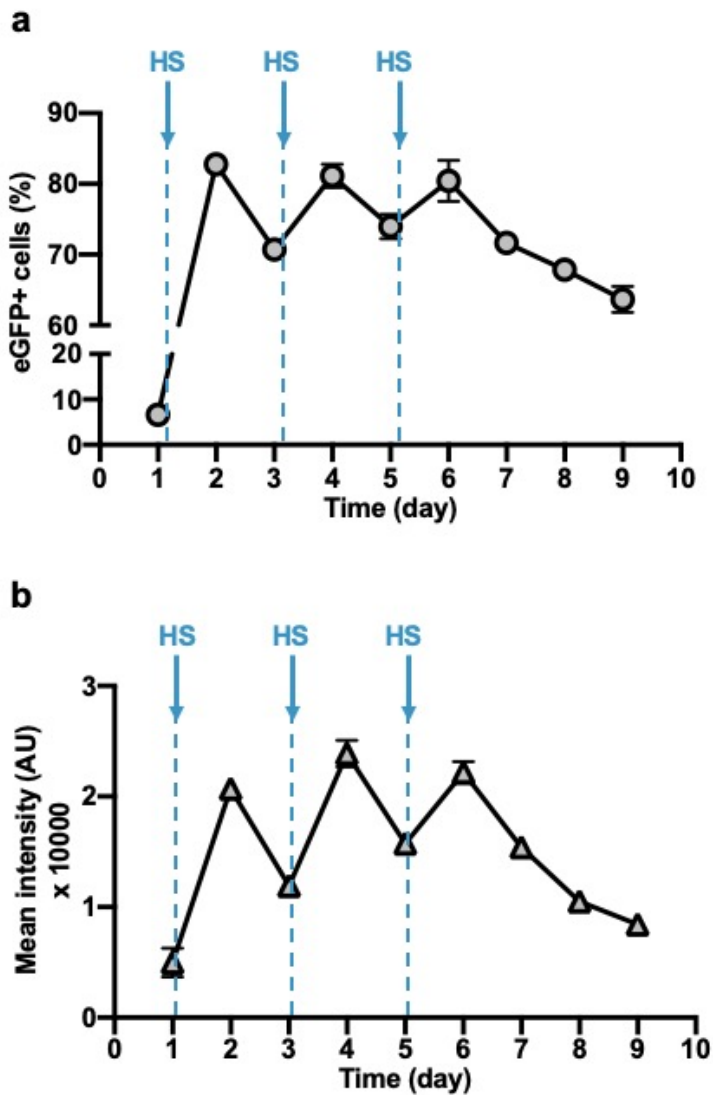 a
HS HS HS
90
80
70
60
20
10
0
eGFP+ cells (%)
0 1 2 3 4 5 6 7 8 9 10
Time (day)
b
HS HS HS
3
2
1
0
Mean intensity (AU)
x 10000
0 1 2 3 4 5 6 7 8 9 10
Time (day)